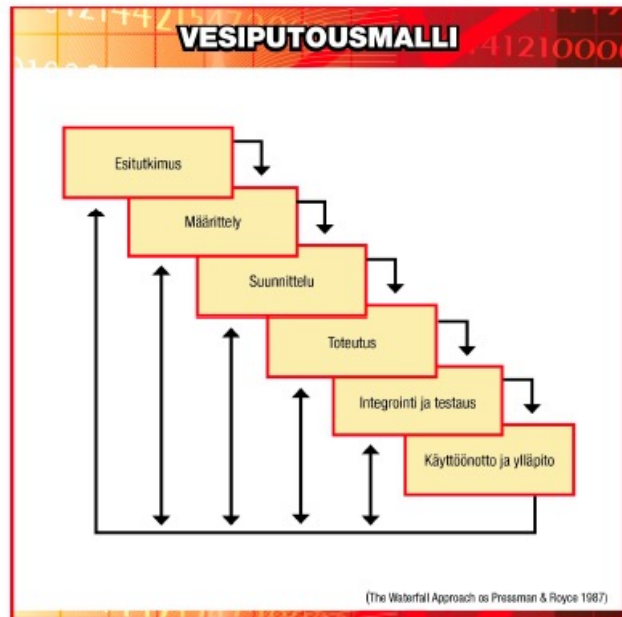 VESIPUTOUSMALLI
Esitutkimus
Määrittely
Suunnittelu
Toteutus
Integrointi ja testaus
Käyttöönotto ja ylläpito
(The Waterfall Approach os Pressman & Royce 1987)